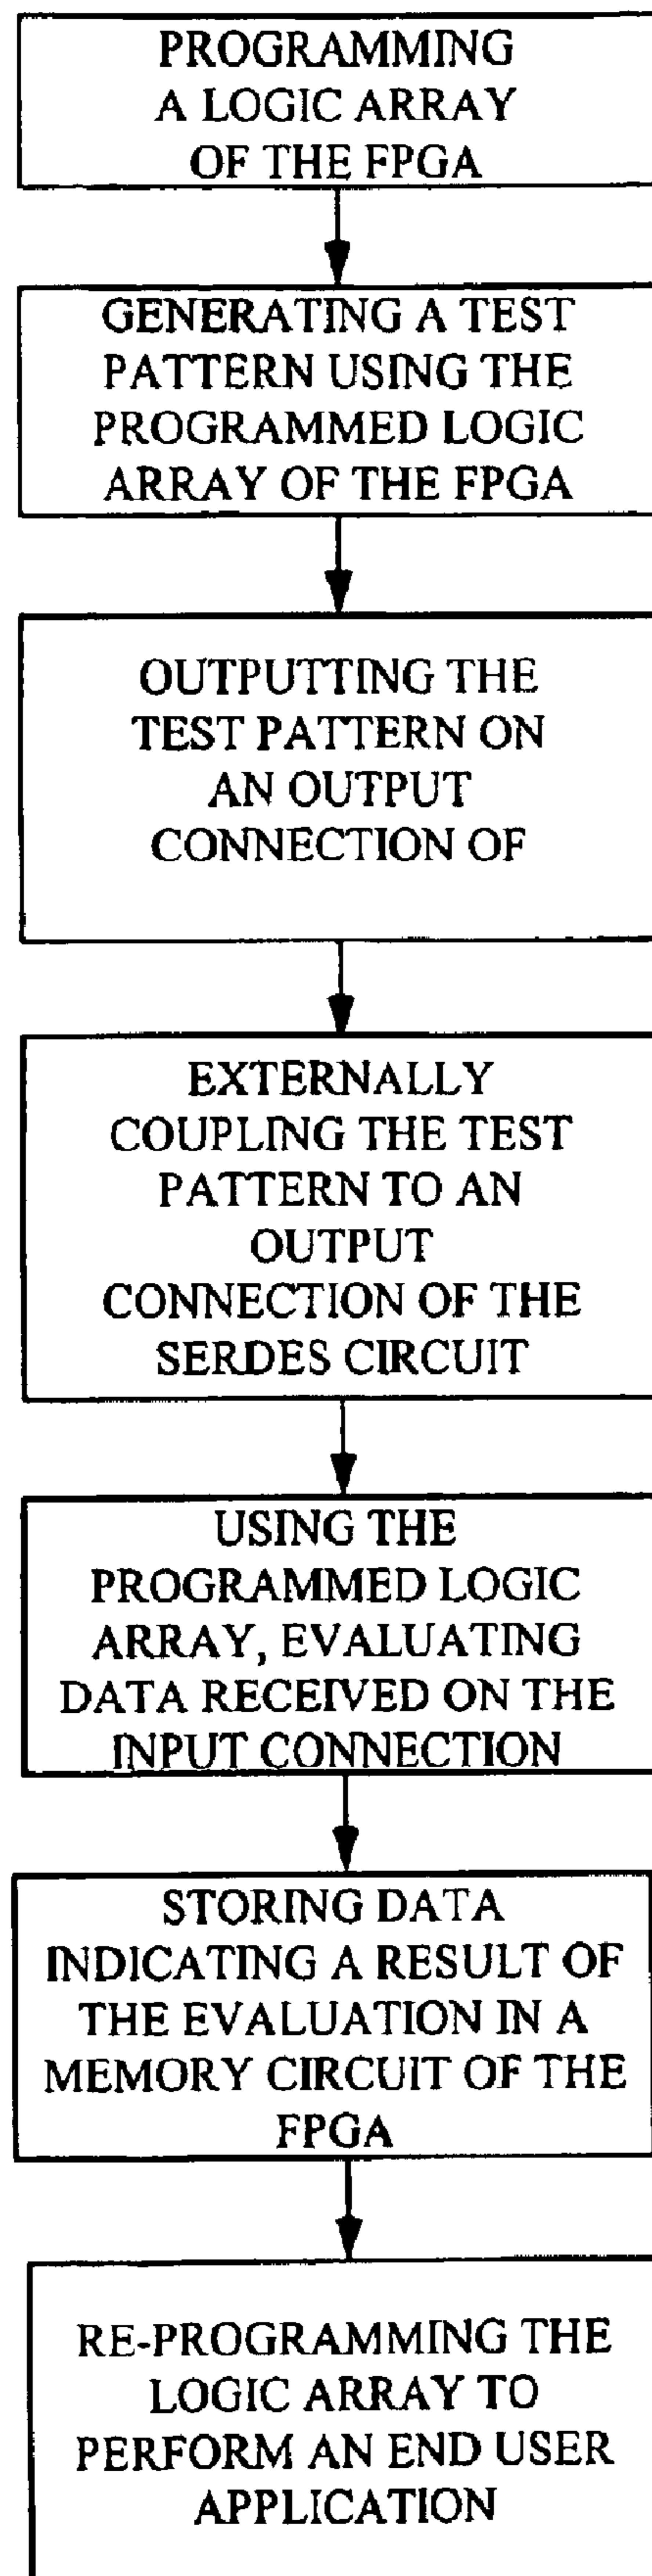 PROGRAMMING
A LOGIC ARRAY
OF THE FPGA
GENERATING A TEST
PATTERN USING THE
PROGRAMMED LOGIC
ARRAY OF THE FPGA
OUTPUTTING THE
TEST PATTERN ON
AN OUTPUT
CONNECTION OF
EXTERNALLY
COUPLING THE TEST
PATTERN TO AN
OUTPUT
CONNECTION OF THE
SERDES CIRCUIT
USING THE
PROGRAMMED LOGIC
ARRAY, EVALUATING
DATA RECEIVED ON THE
INPUT CONNECTION
STORING DATA
INDICATING A RESULT OF
THE EVALUATION IN A
MEMORY CIRCUIT OF THE
FPGA
RE-PROGRAMMING THE
LOGIC ARRAY TO
PERFORM AN END USER
APPLICATION